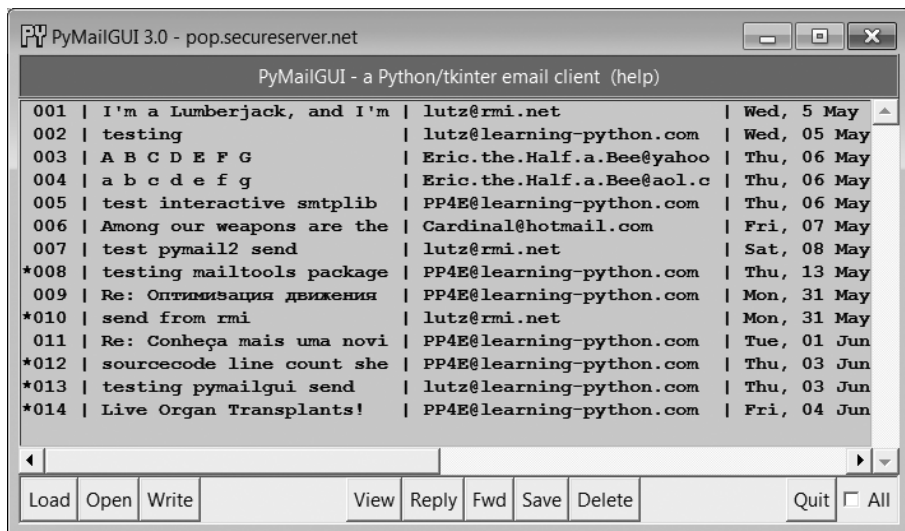 PY PyMailGUI 3.0 - pop.secureserver.net
PyMailGUI - a Python/tkinter email client (help)
001 | I'm a Lumberjack, and I'm | lutz@rmi.net | Wed, 5 May
002 | testing | lutz@learning-python.com | Wed, 05 May
003 | A B C D E F G | Eric.the.Half.a.Bee@yahoo | Thu, 06 May
004 | a b c d e f g | Eric.the.Half.a.Bee@aol.c | Thu, 06 May
005 | test interactive smtplib | PP4E@learning-python.com | Thu, 06 May
006 | Among our weapons are the | Cardinal@hotmail.com | Fri, 07 May
007 | test pymail2 send | lutz@rmi.net | Sat, 08 May
*008 | testing mailtools package | PP4E@learning-python.com | Thu, 13 May
009 | Re: Оптимизация движения | PP4E@learning-python.com | Mon, 31 May
*010 | send from rmi | lutz@rmi.net | Mon, 31 May
011 | Re: Conheça mais uma novi | PP4E@learning-python.com | Tue, 01 Jun
*012 | sourcecode line count she | PP4E@learning-python.com | Thu, 03 Jun
*013 | testing pymailgui send | lutz@learning-python.com | Thu, 03 Jun
*014 | Live Organ Transplants! | PP4E@learning-python.com | Fri, 04 Jun
Load Open Write View Reply Fwd Save Delete Quit All